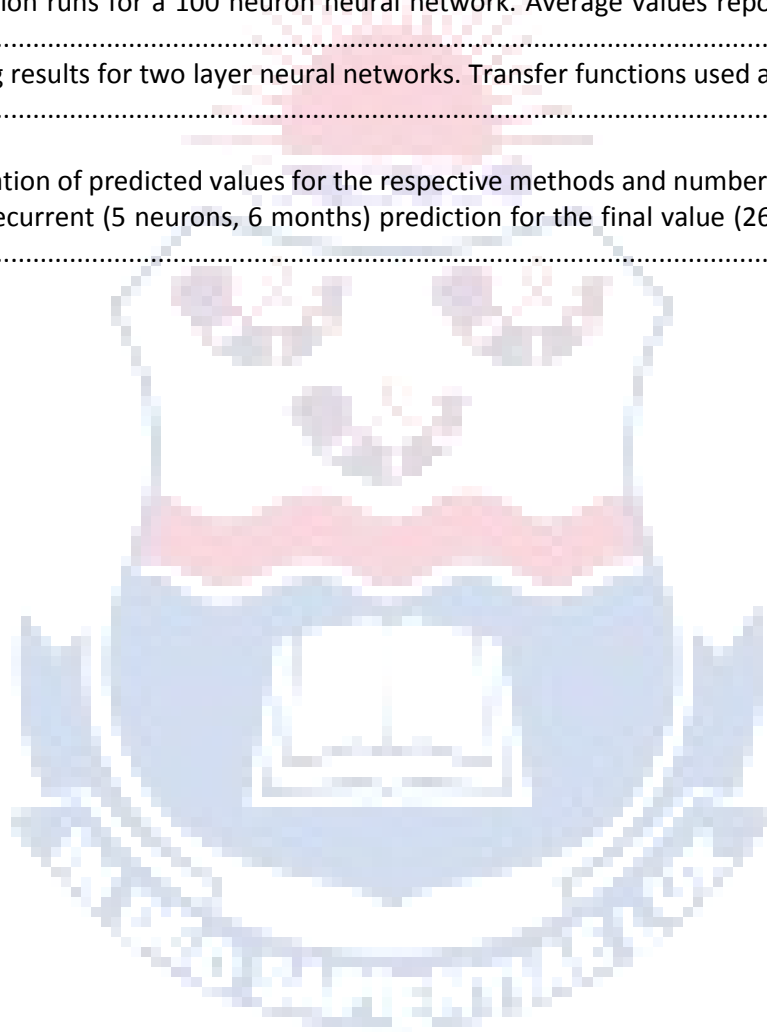 ion runs for a 100 neuron neural network. Average values repo
................................................................................
g results for two layer neural networks. Transfer functions used a
................................................................................
ation of predicted values for the respective methods and number
ecurrent (5 neurons, 6 months) prediction for the final value (26
................................................................................